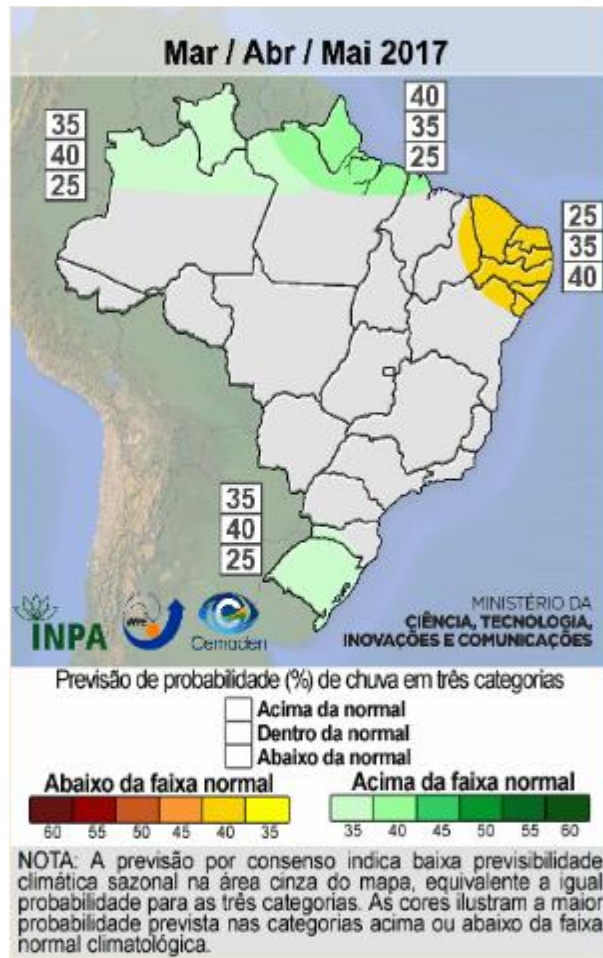 Mar / Abr / Mai 2017
40
35
25
35
40
25
25
35
40
35
40
25
INPA
INPE
Cemaden
MINISTÉRIO DA
CIÊNCIA, TECNOLOGIA,
INOVAÇÕES E COMUNICAÇÕES
Previsão de probabilidade (%) de chuva em três categorias
Acima da normal
Dentro da normal
Abaixo da normal
Abaixo da faixa normal
60 55 50 45 40 35
Acima da faixa normal
35 40 45 50 55 60
NOTA: A previsão por consenso indica baixa previsibilidade
climática sazonal na área cinza do mapa, equivalente a igual
probabilidade para as três categorias. As cores ilustram a maior
probabilidade prevista nas categorias acima ou abaixo da faixa
normal climatológica.